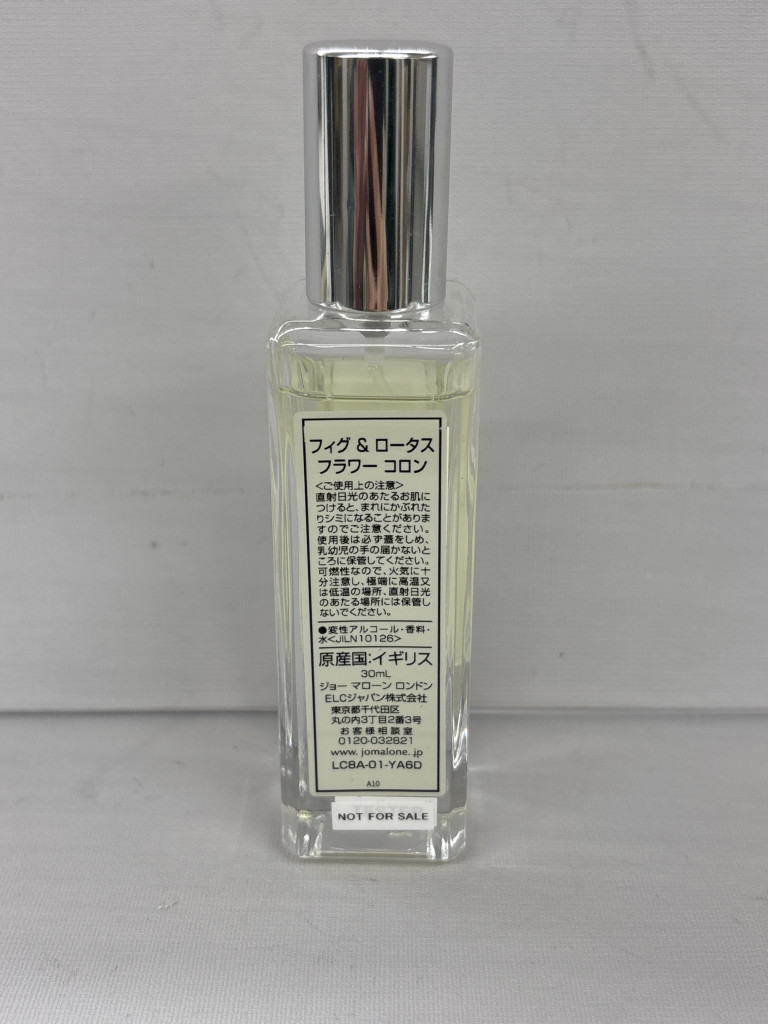 フィグ & ロータス
フラワー コロン
<ご使用上の注意>
直射日光のあたるお肌に
つけると、まれにかぶれた
りシミになることがありま
すのでご注意ください。
使用後は必ず蓋をしめ、
乳幼児の手の届かないと
ころに保管してください。
可燃性なので、火気に十
分注意し、極端に高温又
は低温の場所、直射日光
のあたる場所には保管し
ないでください。
●変性アルコール・香料・
水<JILN10126>
原産国:イギリス
30mL
ジョー マローン ロンドン
ELCジャパン株式会社
東京都千代田区
丸の内3丁目2番3号
お客様相談室
0120-032821
www.jomalone.jp
LC8A-01-YA6D
A10
TESTER
NOT FOR SALE